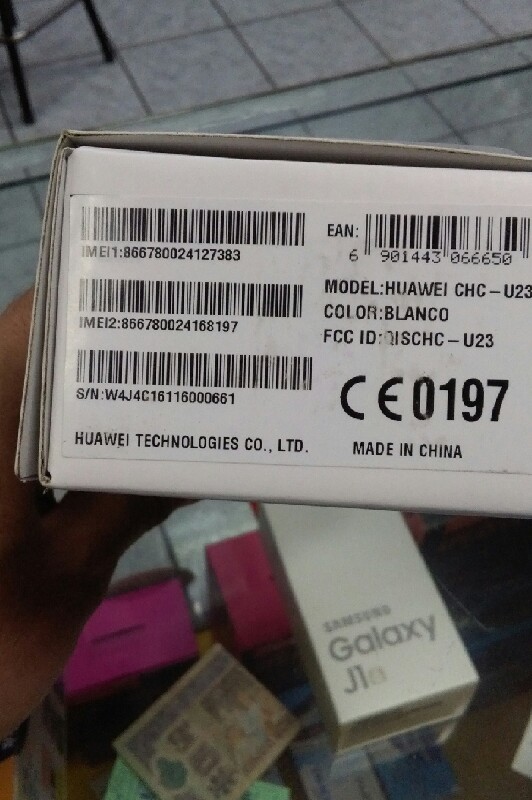 IMEI1:866780024127383
IMEI2:866780024168197
S/N:W4J4C16116000661
HUAWEI TECHNOLOGIES CO., LTD.
EAN:
6 901443 066650
MODEL:HUAWEI CHC-U23
COLOR:BLANCO
FCC ID:QISCHC-U23
CE0197
MADE IN CHINA
SAMSUNG
Galaxy
J1